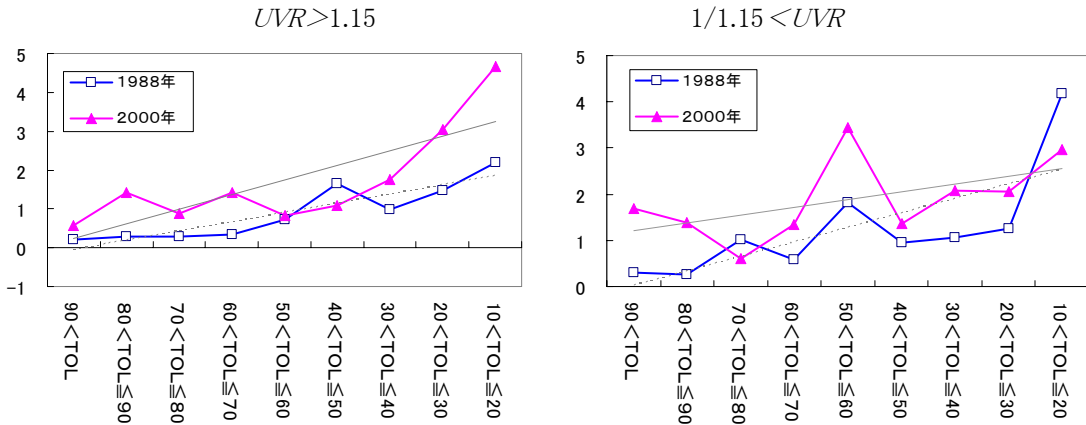 UVR＞1.15
5
4
3
2
1
0
-1
1988年
2000年
90＜TOL
80＜TOL≦90
70＜TOL≦80
60＜TOL≦70
50＜TOL≦60
40＜TOL≦50
30＜TOL≦40
20＜TOL≦30
10＜TOL≦20
1/1.15＜UVR
5
4
3
2
1
0
1988年
2000年
90＜TOL
80＜TOL≦90
70＜TOL≦80
60＜TOL≦70
50＜TOL≦60
40＜TOL≦50
30＜TOL≦40
20＜TOL≦30
10＜TOL≦20